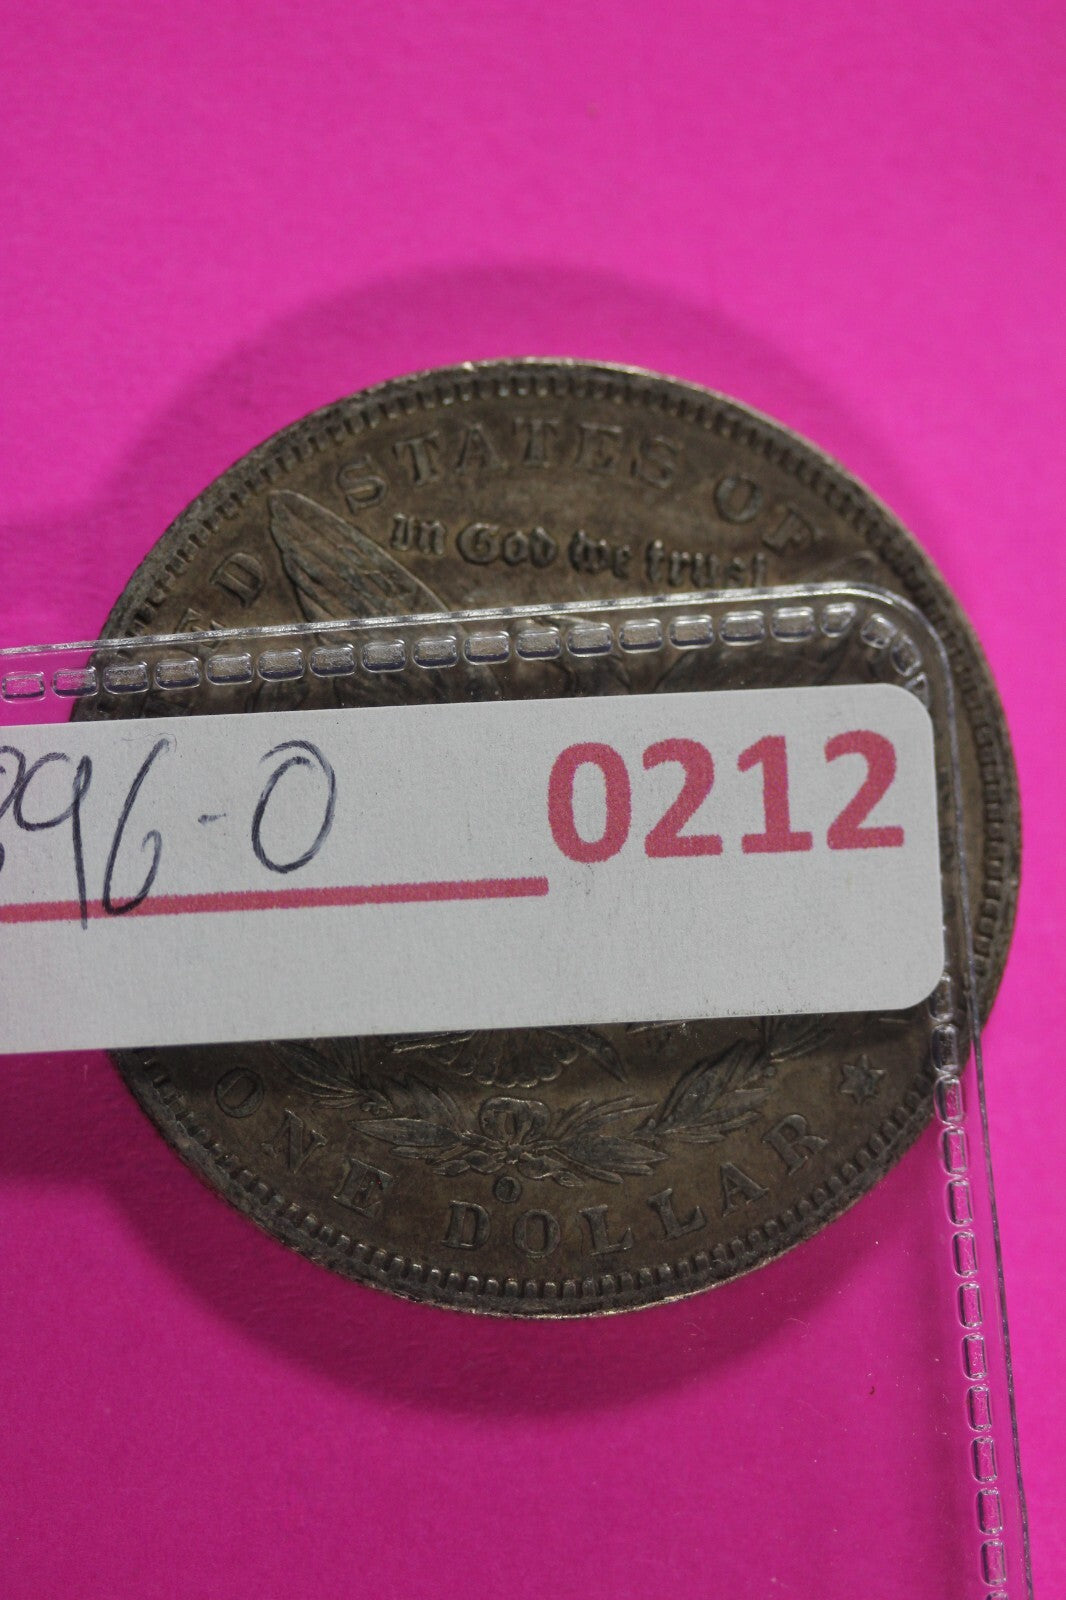 STATES OF
In God we trust
896-O 0212
O
ONE DOLLAR